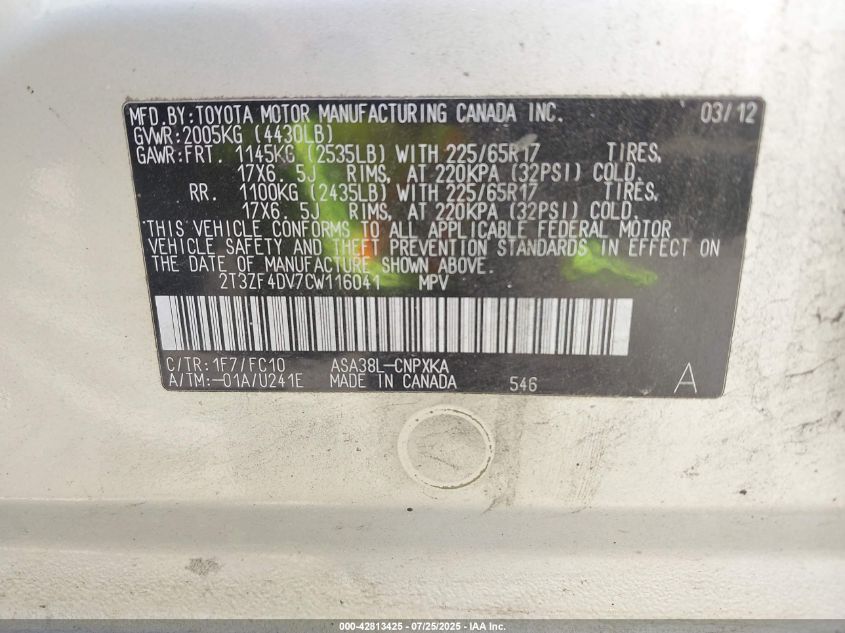 MFD.BY:TOYOTA MOTOR MANUFACTURING CANADA INC. 03/12
GVWR:2005KG (4430LB)
GAWR:FRT. 1145KG (2535LB) WITH 225/65R17 TIRES,
17X6.5J RIMS, AT 220KPA (32PSI) COLD.
RR. 1100KG (2435LB) WITH 225/65R17 TIRES,
17X6.5J RIMS, AT 220KPA (32PSI) COLD.
THIS VEHICLE CONFORMS TO ALL APPLICABLE FEDERAL MOTOR
VEHICLE SAFETY AND THEFT PREVENTION STANDARDS IN EFFECT ON
THE DATE OF MANUFACTURE SHOWN ABOVE.
2T3ZF4DV7CW116041 MPV
C/TR:1F7/FC10 ASA38L-CNPXKA
A/TM:-01A/U241E MADE IN CANADA 546 A
000-42813425 - 07/25/2025 - IAA Inc.